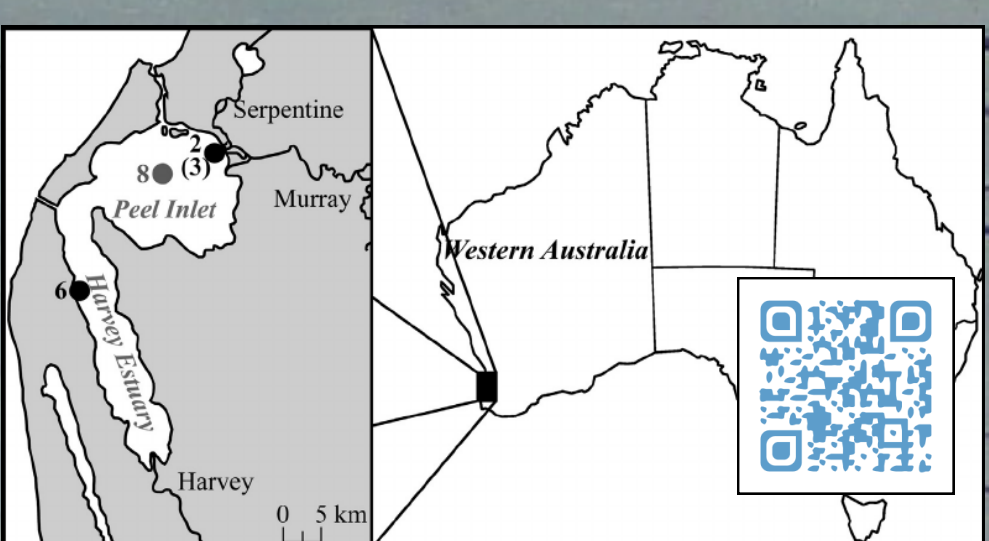 Serpentine
2
(3)
8
Murray
Peel Inlet
Western Australia
6
Harvey Estuary
Harvey
0 5 km